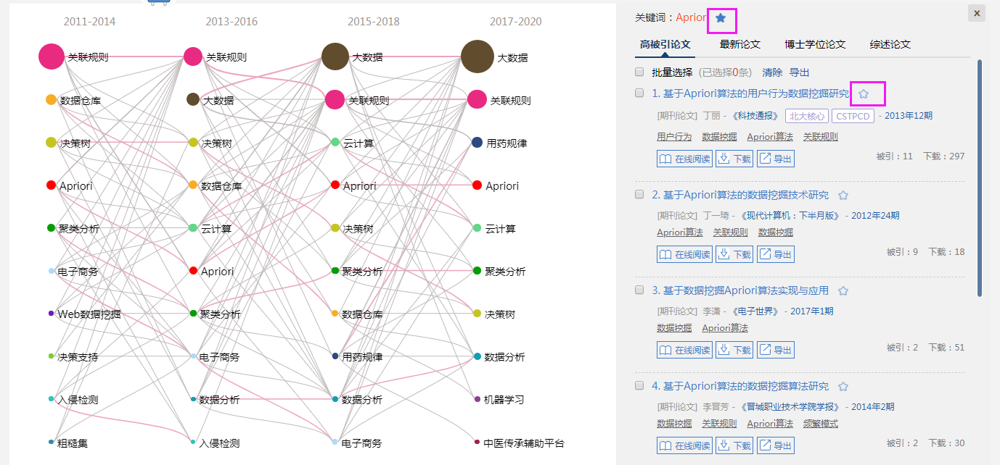 2011-2014 2013-2016 2015-2018 2017-2020
关联规则 关联规则 大数据 大数据
数据仓库 大数据 关联规则 关联规则
决策树 决策树 云计算 用药规律
Apriori 数据仓库 Apriori Apriori
聚类分析 云计算 决策树 云计算
电子商务 Apriori 聚类分析 聚类分析
Web数据挖掘 聚类分析 数据仓库 决策树
决策支持 电子商务 用药规律 数据分析
入侵检测 数据分析 数据分析 机器学习
粗糙集 入侵检测 电子商务 中医传承辅助平台
关键词：Apriori
x
高被引论文 最新论文 博士学位论文 综述论文
批量选择 (已选择0条) 清除 导出
1. 基于Apriori算法的用户行为数据挖掘研究
[期刊论文] 丁丽 - 《科技通报》 北大核心 CSTPCD - 2013年12期
用户行为 数据挖掘 Apriori算法 关联规则
在线阅读 下载 导出 被引：11 下载：297
2. 基于Apriori算法的数据挖掘技术研究
[期刊论文] 丁一琦 - 《现代计算机：下半月版》 - 2012年24期
Apriori算法 关联规则 数据挖掘
在线阅读 下载 导出 被引：9 下载：18
3. 基于数据挖掘Apriori算法实现与应用
[期刊论文] 李潇 - 《电子世界》 - 2017年1期
数据挖掘 Apriori算法
在线阅读 下载 导出 被引：2 下载：51
4. 基于Apriori算法的数据挖掘算法研究
[期刊论文] 李晋芳 - 《晋城职业技术学院学报》 - 2014年2期
数据挖掘 关联规则 Apriori算法 频繁模式
在线阅读 下载 导出 被引：2 下载：30